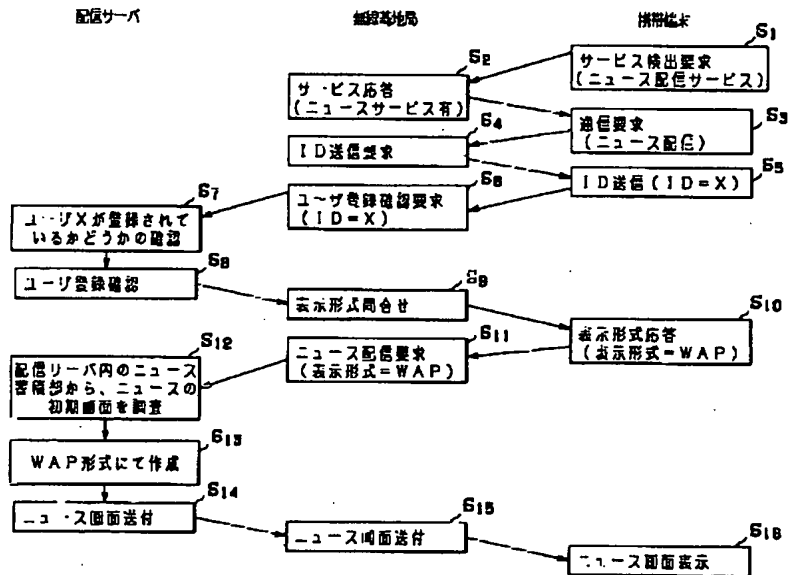 配信サーバ
無線基地局
携帯端末
S1
サービス検出要求
(ニュース配信サービス)
S2
サービス応答
(ニュースサービス有)
S3
通信要求
(ニュース配信)
S4
ID送信要求
S5
ID送信(ID=X)
S6
ユーザ登録確認要求
(ID=X)
S7
ユーザXが登録されて
いるかどうかの確認
S8
ユーザ登録確認
S9
表示形式問合せ
S10
表示形式応答
(表示形式=WAP)
S11
ニュース配信要求
(表示形式=WAP)
S12
配信サーバ内のニュース
蓄積部から、ニュースの
初期画面を調査
S13
WAP形式にて作成
S14
ニュース画面送付
S15
ニュース画面送付
S16
ニュース画面表示